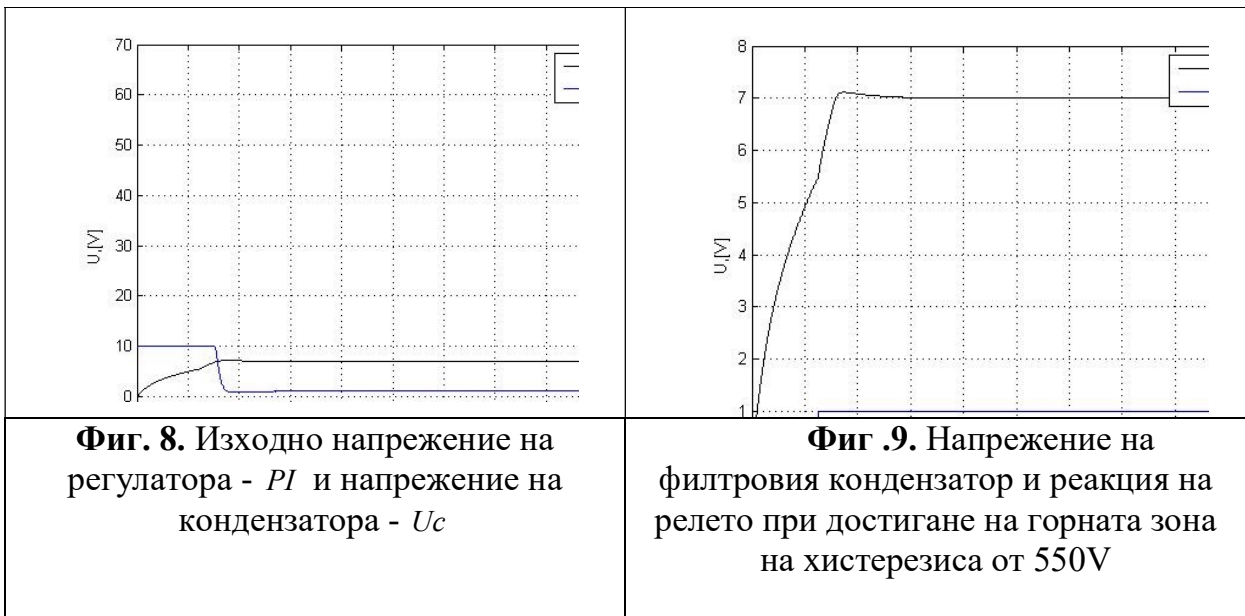 70
60
50
40
30
20
10
0
U,[V]
8
7
6
5
4
3
2
1
U,[V]
Фиг. 8. Изходно напрежение на
регулатора - PI и напрежение на
кондензатора - Uc
Фиг .9. Напрежение на
филтровия кондензатор и реакция на
релето при достигане на горната зона
на хистерезиса от 550V